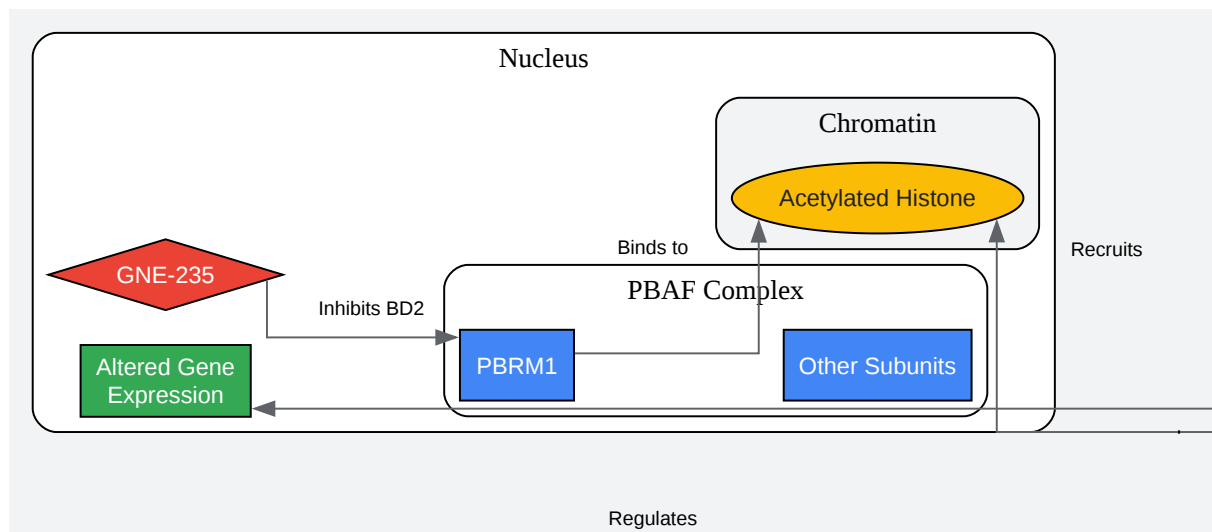 Nucleus
Chromatin
Acetylated Histone
Binds to
Recruits
GNE-235
PBAF Complex
Inhibits BD2
PBRM1
Other Subunits
Altered Gene
Expression
Regulates